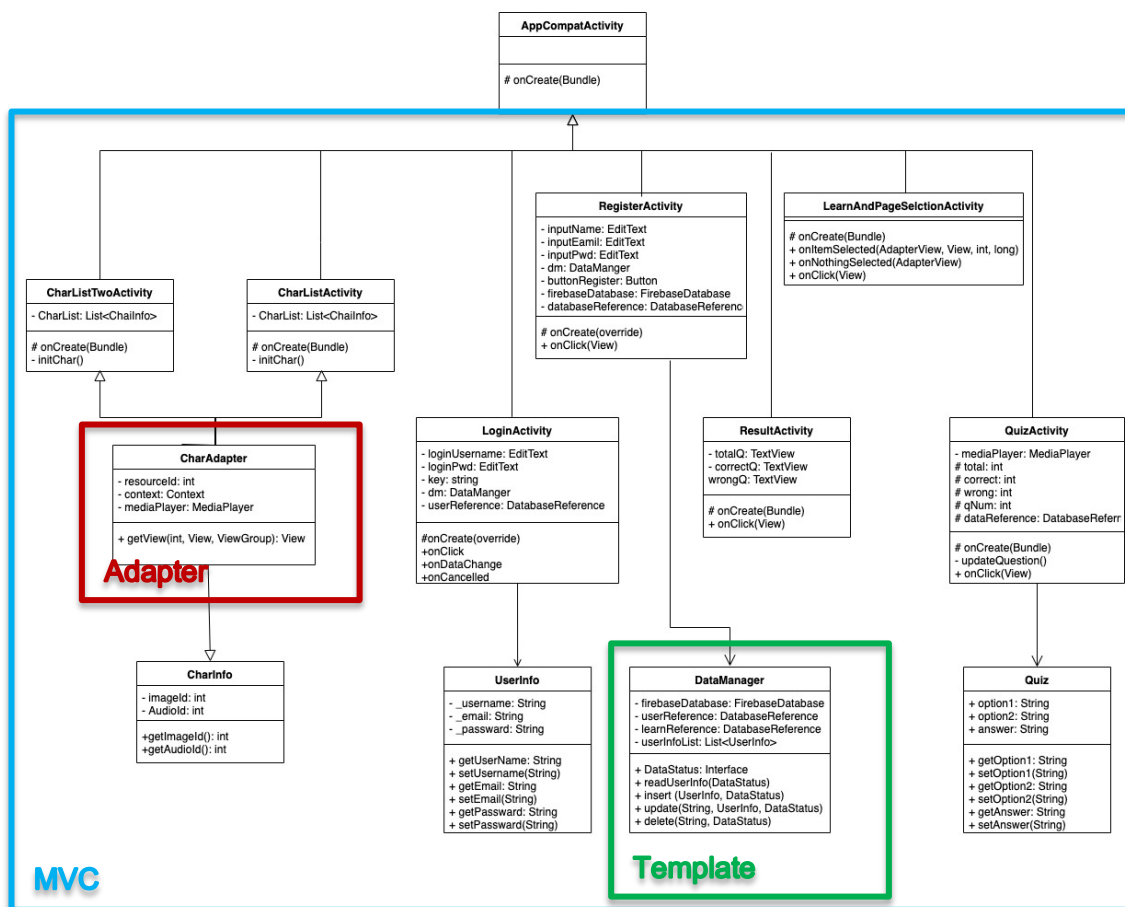 AppCompatActivity
# onCreate(Bundle)
RegisterActivity
- inputName: EditText
- inputEamil: EditText
- inputPwd: EditText
- dm: DataManger
- buttonRegister: Button
- firebaseDatabase: FirebaseDatabase
- databaseReference: DatabaseReferenc
# onCreate(override)
+ onClick(View)
LearnAndPageSelctionActivity
# onCreate(Bundle)
+ onItemSelected(AdapterView, View, int, long)
+ onNothingSelected(AdapterView)
+ onClick(View)
CharListTwoActivity
- CharList: List<ChaiInfo>
# onCreate(Bundle)
- initChar()
CharListActivity
- CharList: List<ChaiInfo>
# onCreate(Bundle)
- initChar()
CharAdapter
- resourceId: int
- context: Context
- mediaPlayer: MediaPlayer
+ getView(int, View, ViewGroup): View
Adapter
LoginActivity
- loginUsername: EditText
- loginPwd: EditText
- key: string
- dm: DataManger
- userReference: DatabaseReference
#onCreate(override)
+onClick
+onDataChange
+onCancelled
ResultActivity
- totalQ: TextView
- correctQ: TextView
wrongQ: TextView
# onCreate(Bundle)
+ onClick(View)
QuizActivity
- mediaPlayer: MediaPlayer
# total: int
# correct: int
# wrong: int
# qNum: int
# dataReference: DatabaseReferr
# onCreate(Bundle)
- updateQuestion()
+ onClick(View)
CharInfo
- imageId: int
- AudioId: int
+getImageId(): int
+getAudioId(): int
UserInfo
- _username: String
- _email: String
- _passward: String
+ getUserName: String
+ setUsername(String)
+ getEmail: String
+ setEmail(String)
+ getPassward: String
+ setPassward(String)
DataManager
- firebaseDatabase: FirebaseDatabase
- userReference: DatabaseReference
- learnReference: DatabaseReference
- userInfoList: List<UserInfo>
+ DataStatus: Interface
+ readUserInfo(DataStatus)
+ insert (UserInfo, DataStatus)
+ update(String, UserInfo, DataStatus)
+ delete(String, DataStatus)
Template
Quiz
+ option1: String
+ option2: String
+ answer: String
+ getOption1: String
+ setOption1(String)
+ getOption2: String
+ setOption2(String)
+ getAnswer: String
+ setAnswer(String)
MVC